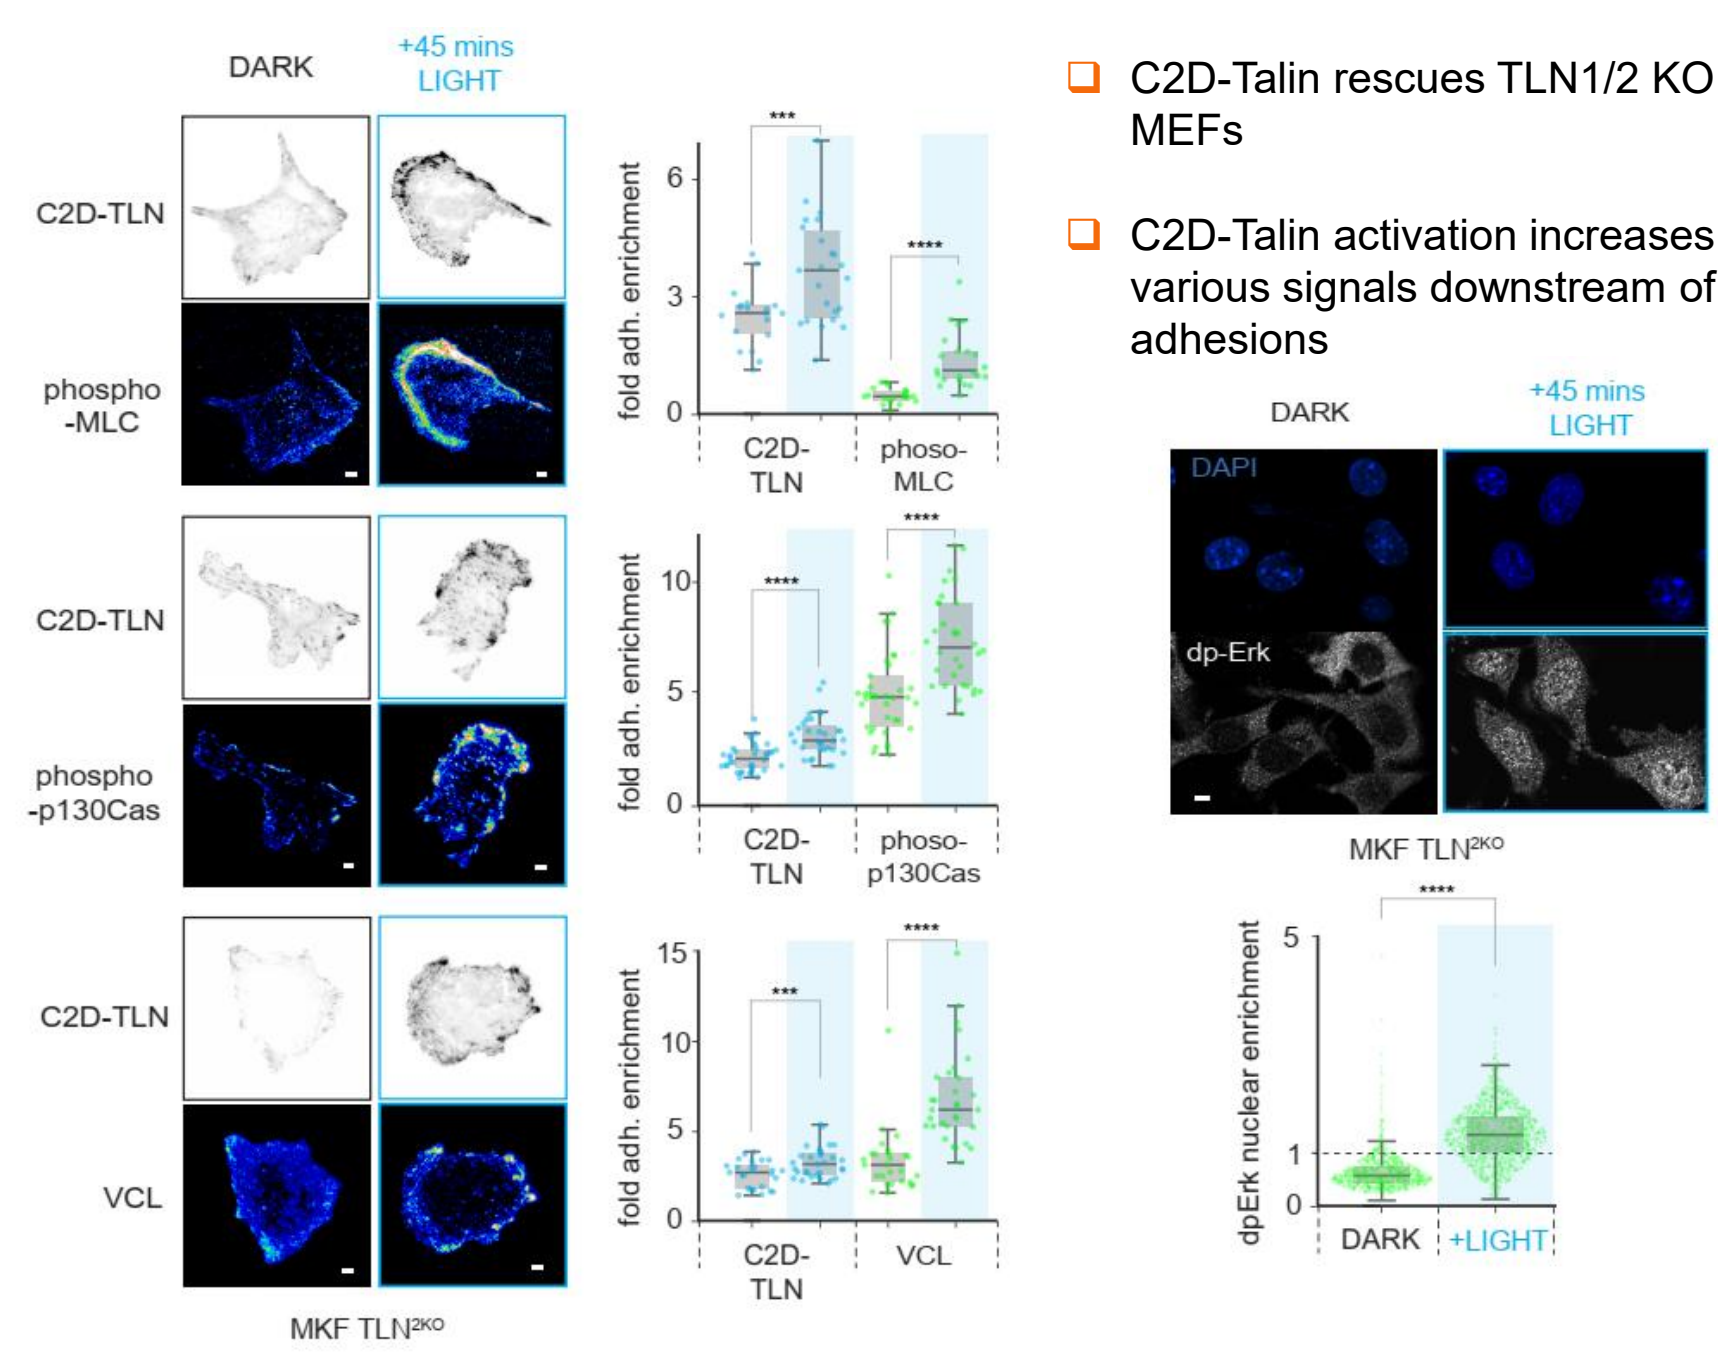 DARK
+45 mins
LIGHT
C2D-TLN
phospho
-MLC
C2D-TLN
phospho
-p130Cas
C2D-TLN
VCL
MKF TLN2KO
***
****
fold adh. enrichment
6
3
0
C2D-
TLN
phoso-
MLC
****
****
fold adh. enrichment
10
5
0
C2D-
TLN
phoso-
p130Cas
***
****
fold adh. enrichment
15
10
5
0
C2D-
TLN
VCL
C2D-Talin rescues TLN1/2 KO
MEFs
C2D-Talin activation increases
various signals downstream of
adhesions
DARK
+45 mins
LIGHT
DAPI
dp-Erk
MKF TLN2KO
****
dpErk nuclear enrichment
5
1
0
DARK
+LIGHT